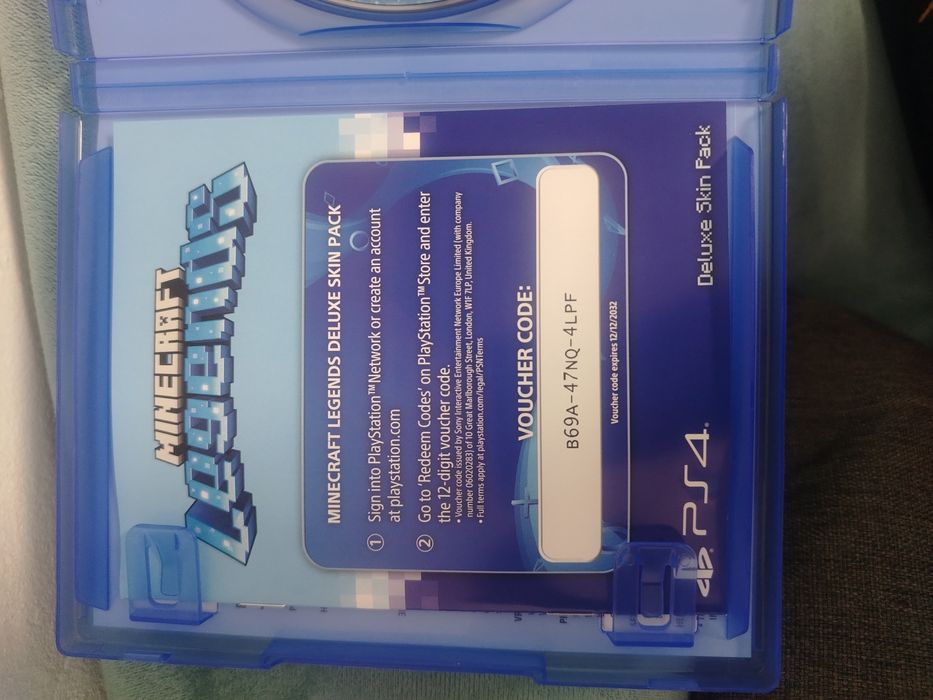 MINECRAFT
LEGENDS
MINECRAFT LEGENDS DELUXE SKIN PACK
1 Sign into PlayStation™Network or create an account
at playstation.com
2 Go to 'Redeem Codes' on PlayStation™Store and enter
the 12-digit voucher code.
• Voucher code issued by Sony Interactive Entertainment Network Europe Limited (with company
number 06020283) of 10 Great Marlborough Street, London, W1F 7LP, United Kingdom.
• Full terms apply at playstation.com/legal/PSNTerms
VOUCHER CODE:
B69A-47NQ-4LPF
Voucher code expires 12/12/2032
PS4
Deluxe Skin Pack